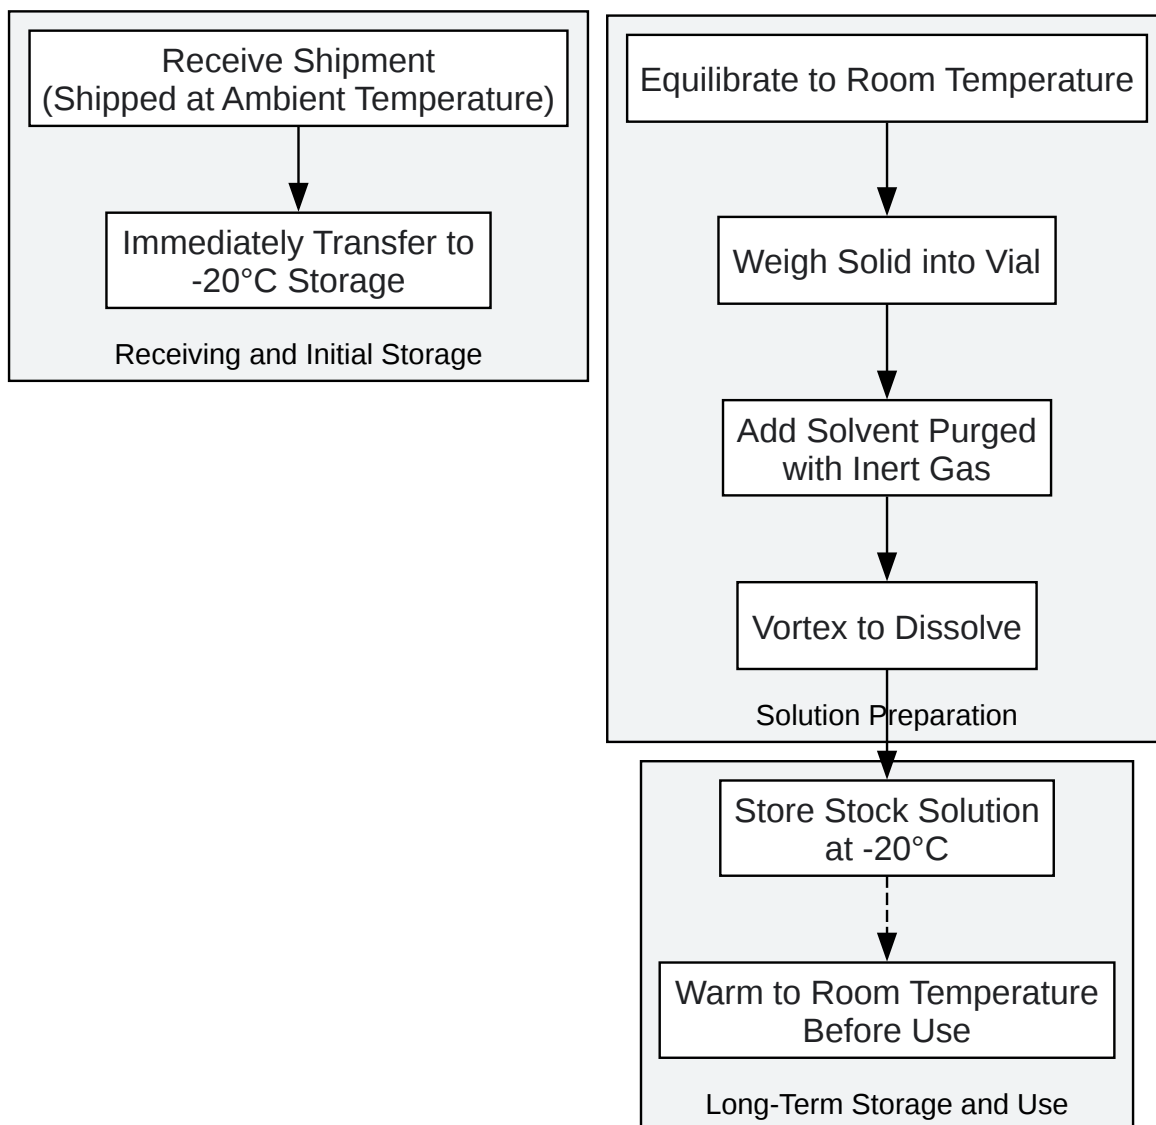 Receive Shipment
(Shipped at Ambient Temperature)
Immediately Transfer to
-20°C Storage
Receiving and Initial Storage
Equilibrate to Room Temperature
Weigh Solid into Vial
Add Solvent Purged
with Inert Gas
Vortex to Dissolve
Solution Preparation
Store Stock Solution
at -20°C
Warm to Room Temperature
Before Use
Long-Term Storage and Use